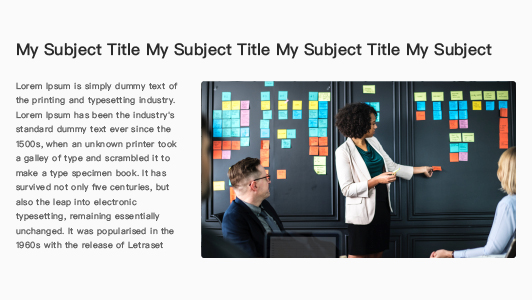 My Subject Title My Subject Title My Subject Title My Subject
Lorem Ipsum is simply dummy text of
the printing and typesetting industry.
Lorem Ipsum has been the industry's
standard dummy text ever since the
1500s, when an unknown printer took
a galley of type and scrambled it to
make a type specimen book. It has
survived not only five centuries, but
also the leap into electronic
typesetting, remaining essentially
unchanged. It was popularised in the
1960s with the release of Letraset